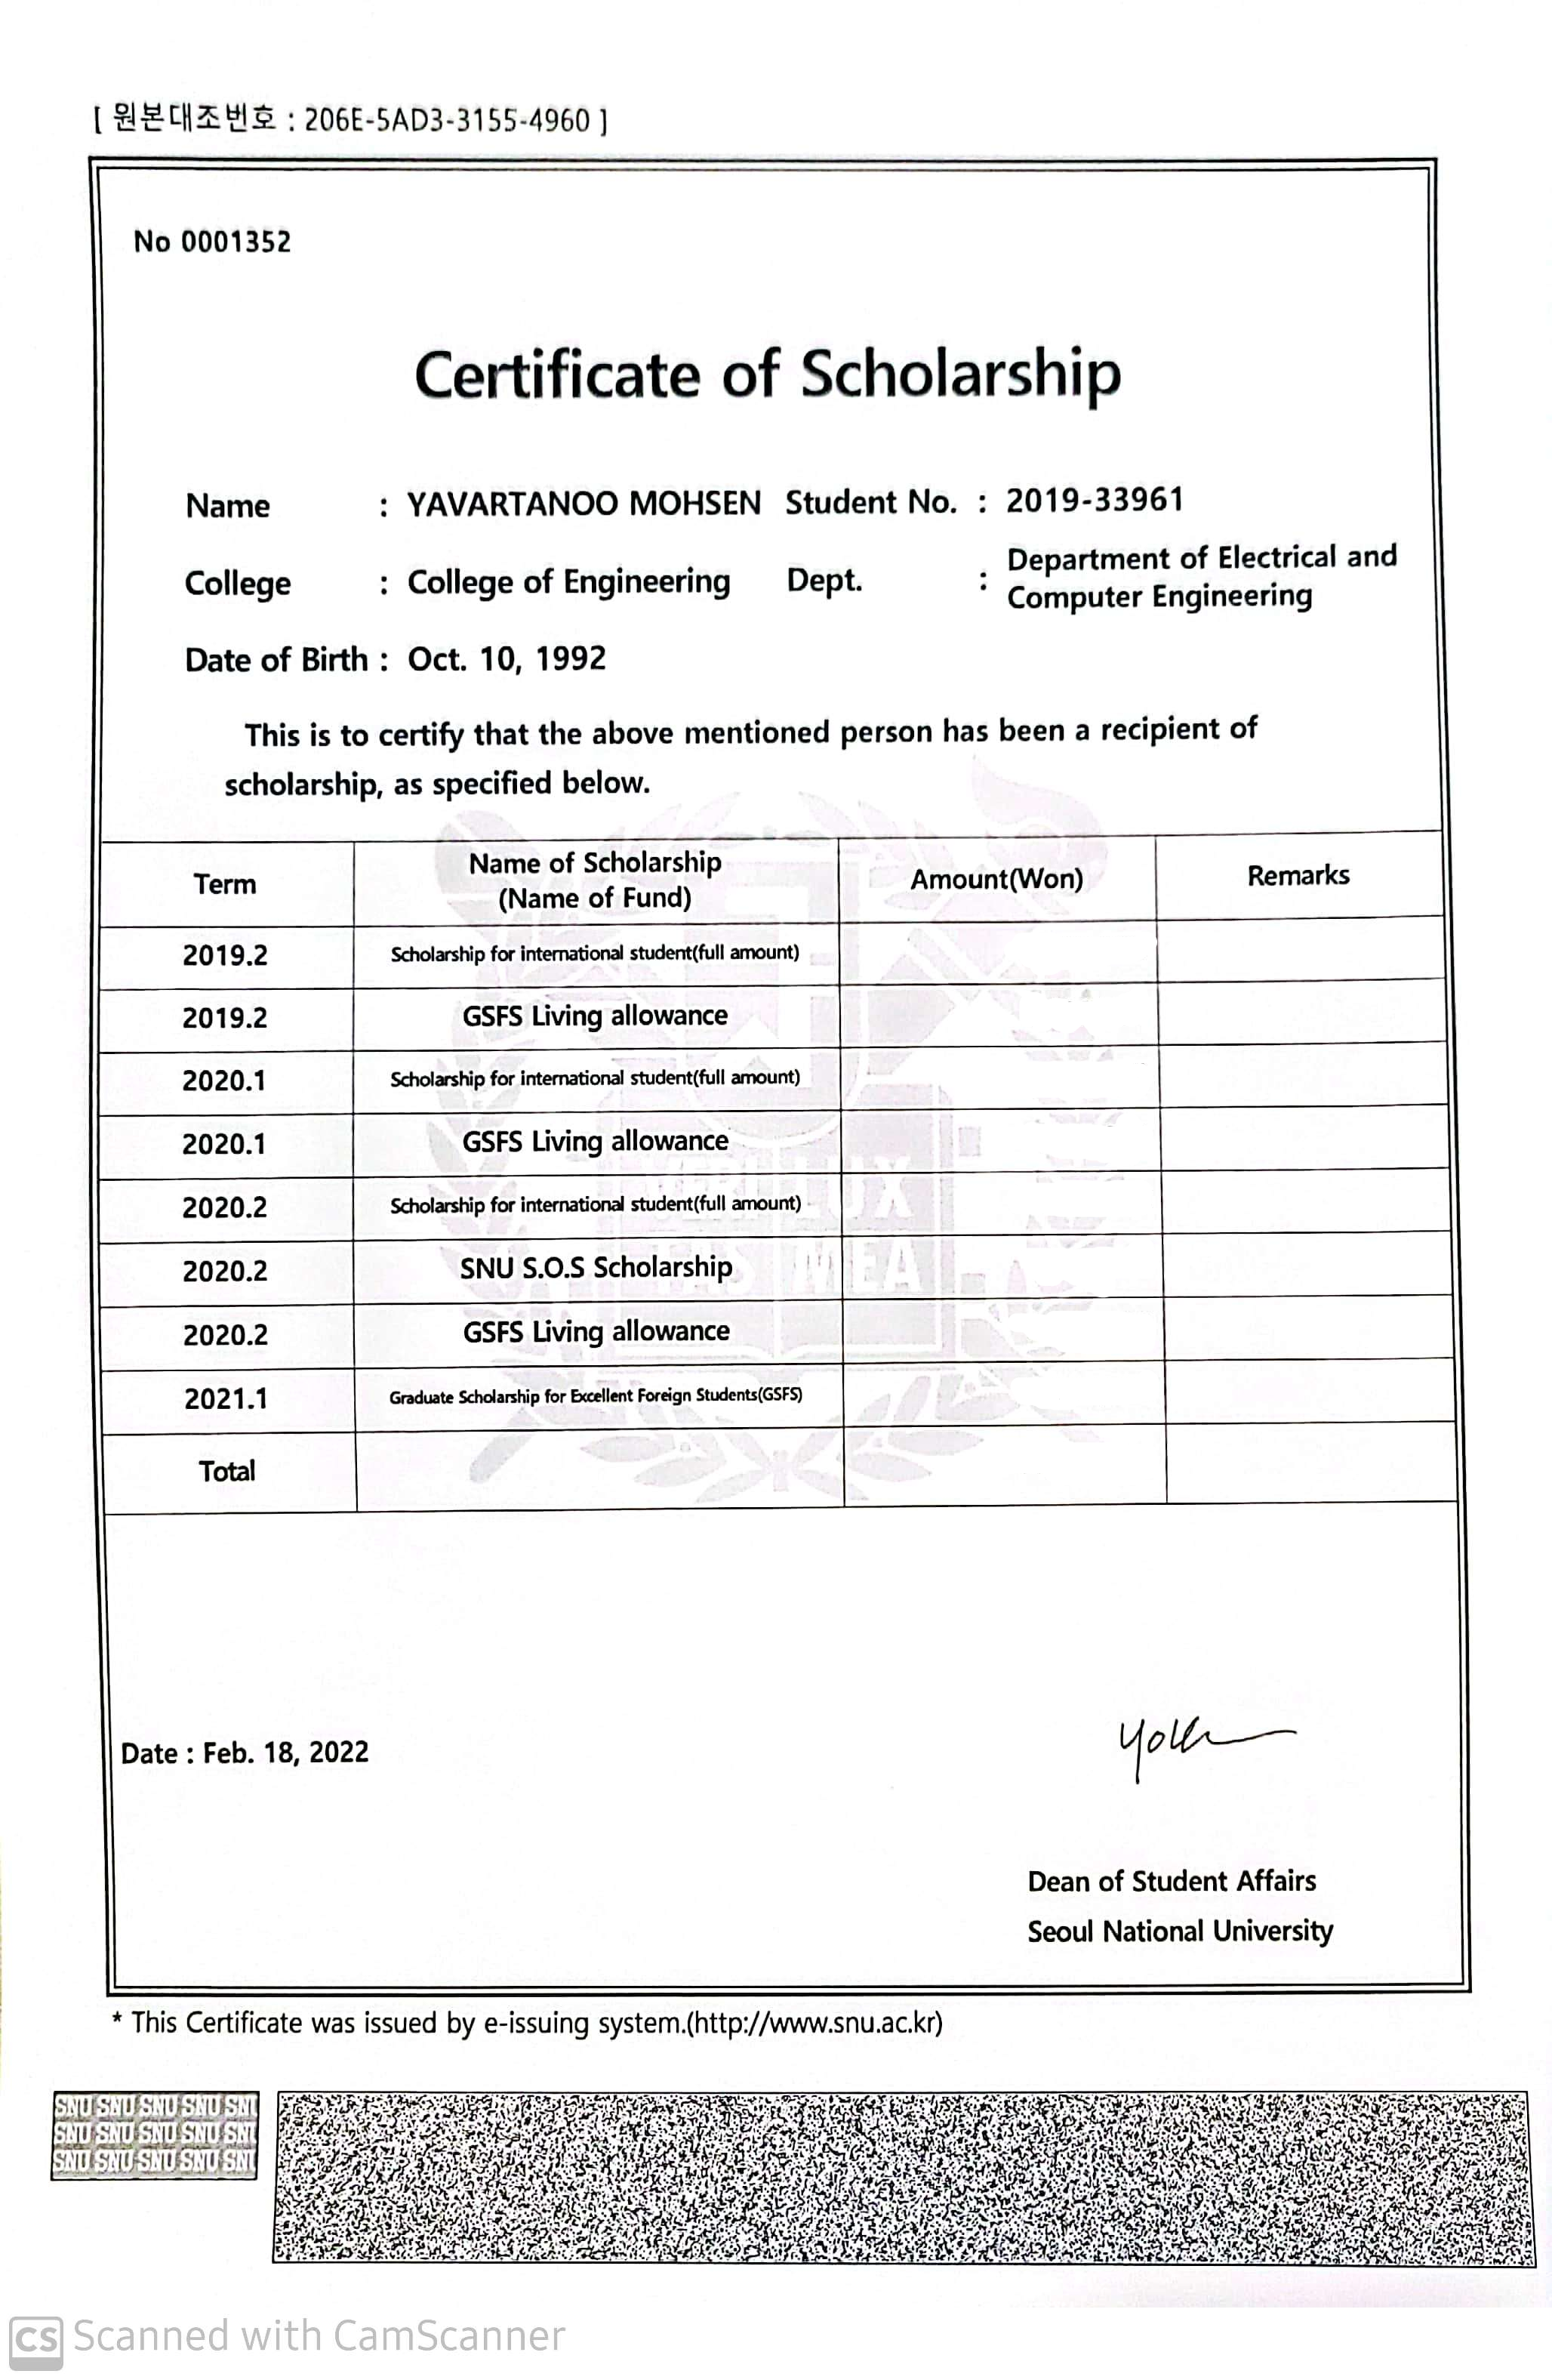 [ 원본대조번호 : 206E-5AD3-3155-4960 ]
No 0001352
Certificate of Scholarship
Name : YAVARTANOO MOHSEN Student No. : 2019-33961
College : College of Engineering Dept. : Department of Electrical and Computer Engineering
Date of Birth : Oct. 10, 1992
This is to certify that the above mentioned person has been a recipient of
scholarship, as specified below.
Term Name of Scholarship (Name of Fund) Amount(Won) Remarks
2019.2 Scholarship for international student(full amount)
2019.2 GSFS Living allowance
2020.1 Scholarship for international student(full amount)
2020.1 GSFS Living allowance
2020.2 Scholarship for international student(full amount)
2020.2 SNU S.O.S Scholarship
2020.2 GSFS Living allowance
2021.1 Graduate Scholarship for Excellent Foreign Students(GSFS)
Total
VERI LUX
TAS MEA
Date : Feb. 18, 2022
Dean of Student Affairs
Seoul National University
* This Certificate was issued by e-issuing system.(http://www.snu.ac.kr)
SNU SNU SNU SNU SNU
SNU SNU SNU SNU SNU
SNU SNU SNU SNU SNU
CS Scanned with CamScanner